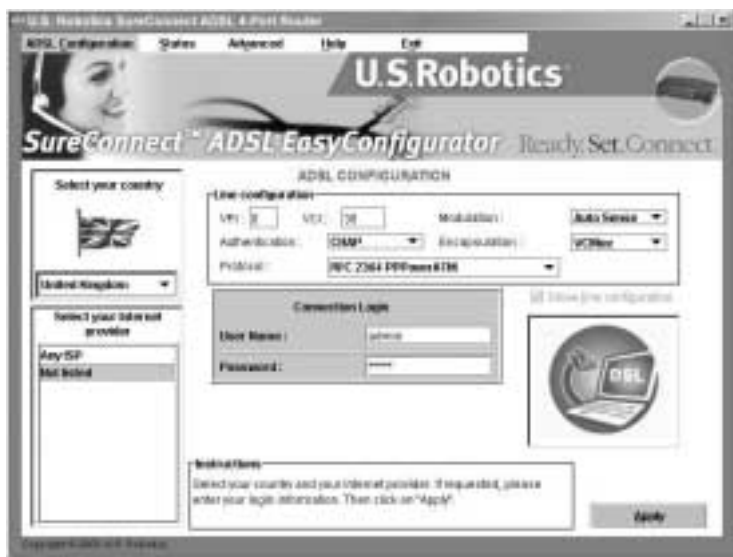 U.S. Robotics SureConnect ADSL 4-Port Router
ADSL Configuration Status Advanced Help Exit
U.S.Robotics
SureConnect™ ADSL EasyConfigurator Ready. Set. Connect.
Select your country
United Kingdom
Select your Internet provider
Any ISP
Not listed
ADSL CONFIGURATION
Line configuration
VPI: VCI: 38 Modulation: Auto Sense
Authentication: CHAP Encapsulation: VCMux
Protocol: RFC 2364 PPPoverATM
Show line configuration
Connection Login
User Name:
Password: *****
DSL
Instructions
Select your country and your Internet provider. If requested, please
enter your login information. Then click on "Apply".
Apply